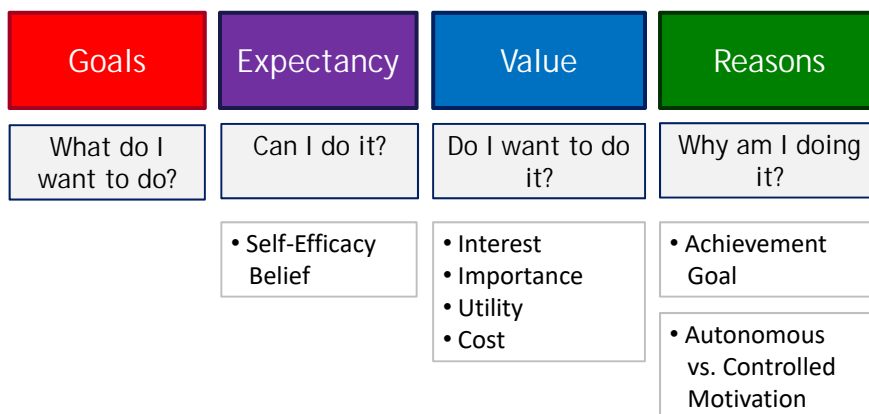 Goals
What do I
want to do?
Expectancy
Can I do it?
• Self-Efficacy
Belief
Value
Do I want to do
it?
• Interest
• Importance
• Utility
• Cost
Reasons
Why am I doing
it?
• Achievement
Goal
• Autonomous
vs. Controlled
Motivation